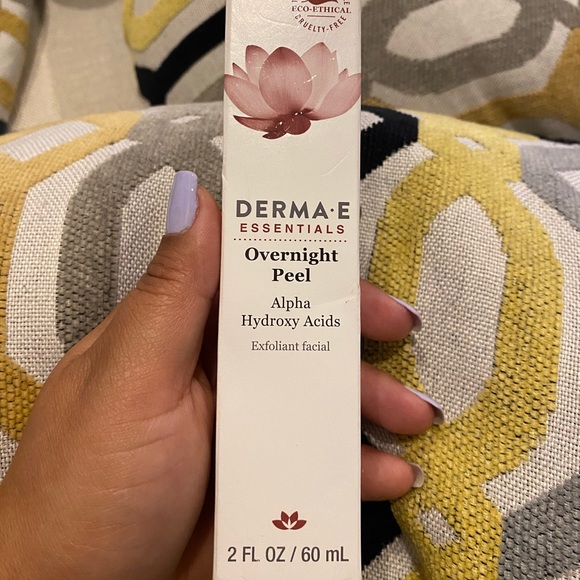 ECO-ETHICAL
CRUELTY-FREE
DERMA·E
ESSENTIALS
Overnight
Peel
Alpha
Hydroxy Acids
Exfoliant facial
2 FL OZ / 60 mL